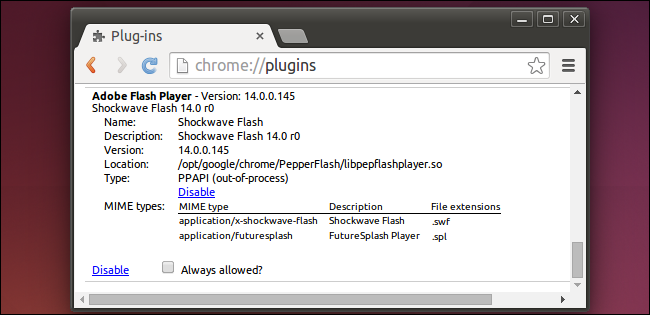 Plug-ins
chrome://plugins
Adobe Flash Player - Version: 14.0.0.145
Shockwave Flash 14.0 r0
Name: Shockwave Flash
Description: Shockwave Flash 14.0 r0
Version: 14.0.0.145
Location: /opt/google/chrome/PepperFlash/libpepflashplayer.so
Type: PPAPI (out-of-process)
Disable
MIME types: MIME type Description File extensions
application/x-shockwave-flash Shockwave Flash .swf
application/futuresplash FutureSplash Player .spl
Disable Always allowed?